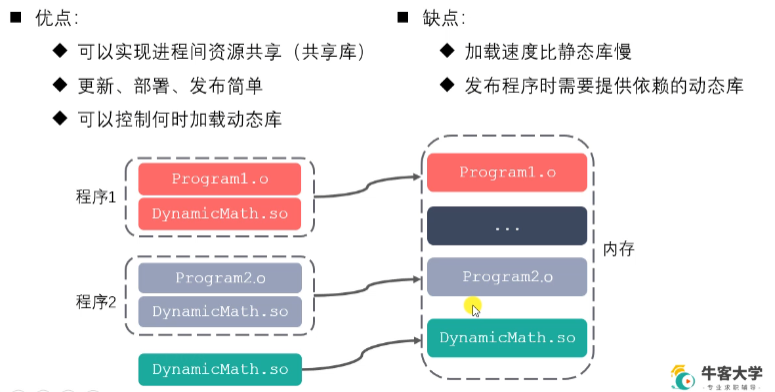 ■ 优点:
◆ 可以实现进程间资源共享（共享库）
◆ 更新、部署、发布简单
◆ 可以控制何时加载动态库
■ 缺点:
◆ 加载速度比静态库慢
◆ 发布程序时需要提供依赖的动态库
程序1
Program1.o
DynamicMath.so
程序2
Program2.o
DynamicMath.so
DynamicMath.so
Program1.o
...
Program2.o
DynamicMath.so
内存
牛客大学
·专业求职辅导·